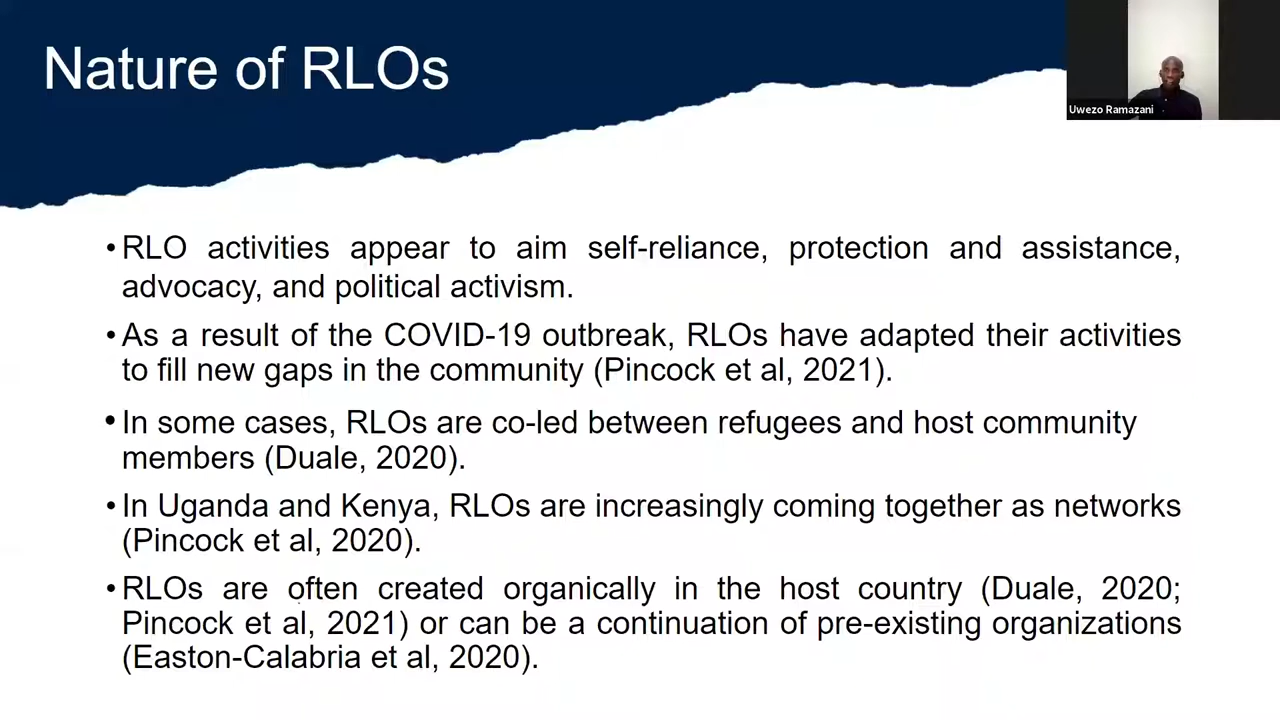 Nature of RLOs
Uwezo Ramazani
•RLO activities appear to aim self-reliance, protection and assistance,
advocacy, and political activism.
•As a result of the COVID-19 outbreak, RLOs have adapted their activities
to fill new gaps in the community (Pincock et al, 2021).
•In some cases, RLOs are co-led between refugees and host community
members (Duale, 2020).
•In Uganda and Kenya, RLOs are increasingly coming together as networks
(Pincock et al, 2020).
•RLOs are often created organically in the host country (Duale, 2020;
Pincock et al, 2021) or can be a continuation of pre-existing organizations
(Easton-Calabria et al, 2020).